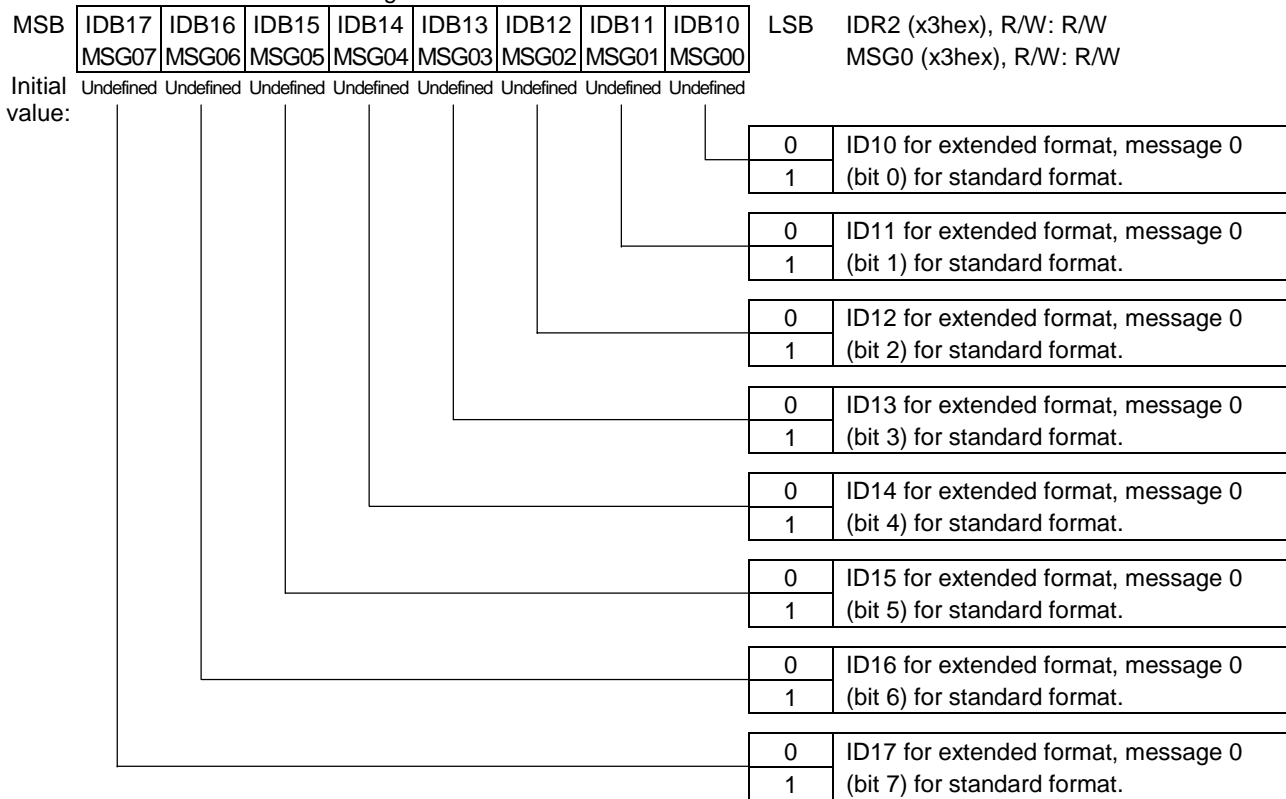 MSB IDB17 IDB16 IDB15 IDB14 IDB13 IDB12 IDB11 IDB10 LSB IDR2 (x3hex), R/W: R/W
MSG07 MSG06 MSG05 MSG04 MSG03 MSG02 MSG01 MSG00 MSG0 (x3hex), R/W: R/W
Initial Undefined Undefined Undefined Undefined Undefined Undefined Undefined Undefined
value:
0 ID10 for extended format, message 0
1 (bit 0) for standard format.
0 ID11 for extended format, message 0
1 (bit 1) for standard format.
0 ID12 for extended format, message 0
1 (bit 2) for standard format.
0 ID13 for extended format, message 0
1 (bit 3) for standard format.
0 ID14 for extended format, message 0
1 (bit 4) for standard format.
0 ID15 for extended format, message 0
1 (bit 5) for standard format.
0 ID16 for extended format, message 0
1 (bit 6) for standard format.
0 ID17 for extended format, message 0
1 (bit 7) for standard format.